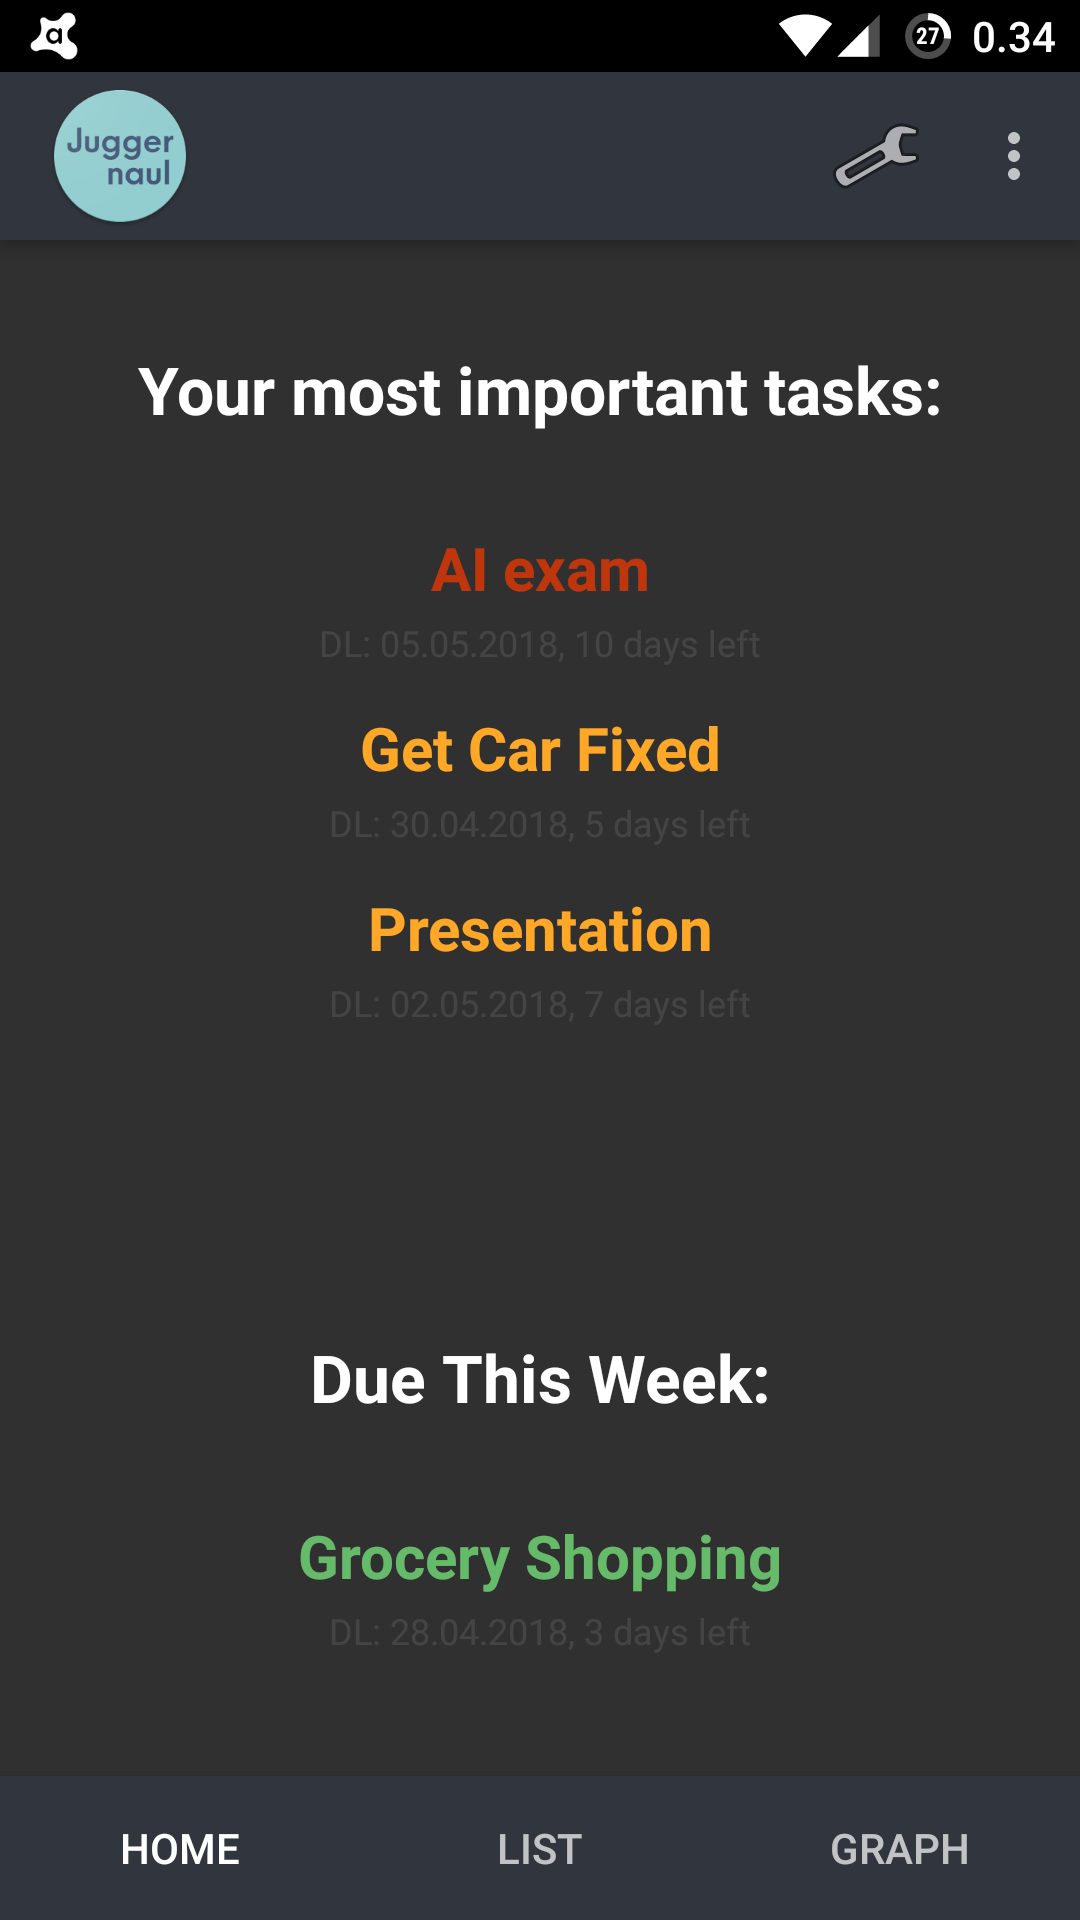 a
27
0.34
Jugger
naul
Your most important tasks:
AI exam
DL: 05.05.2018, 10 days left
Get Car Fixed
DL: 30.04.2018, 5 days left
Presentation
DL: 02.05.2018, 7 days left
Due This Week:
Grocery Shopping
DL: 28.04.2018, 3 days left
HOME
LIST
GRAPH